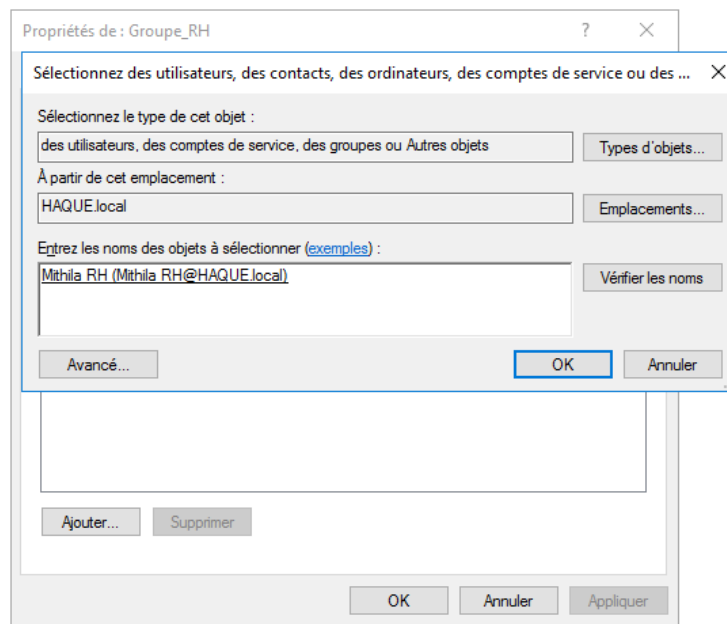 Propriétés de : Groupe_RH
Sélectionnez des utilisateurs, des contacts, des ordinateurs, des comptes de service ou des ...
Sélectionnez le type de cet objet :
des utilisateurs, des comptes de service, des groupes ou Autres objets
Types d'objets...
À partir de cet emplacement :
HAQUE.local
Emplacements...
Entrez les noms des objets à sélectionner (exemples) :
Mithila RH (Mithila RH@HAQUE.local)
Vérifier les noms
Avancé...
OK
Annuler
Ajouter...
Supprimer
OK
Annuler
Appliquer